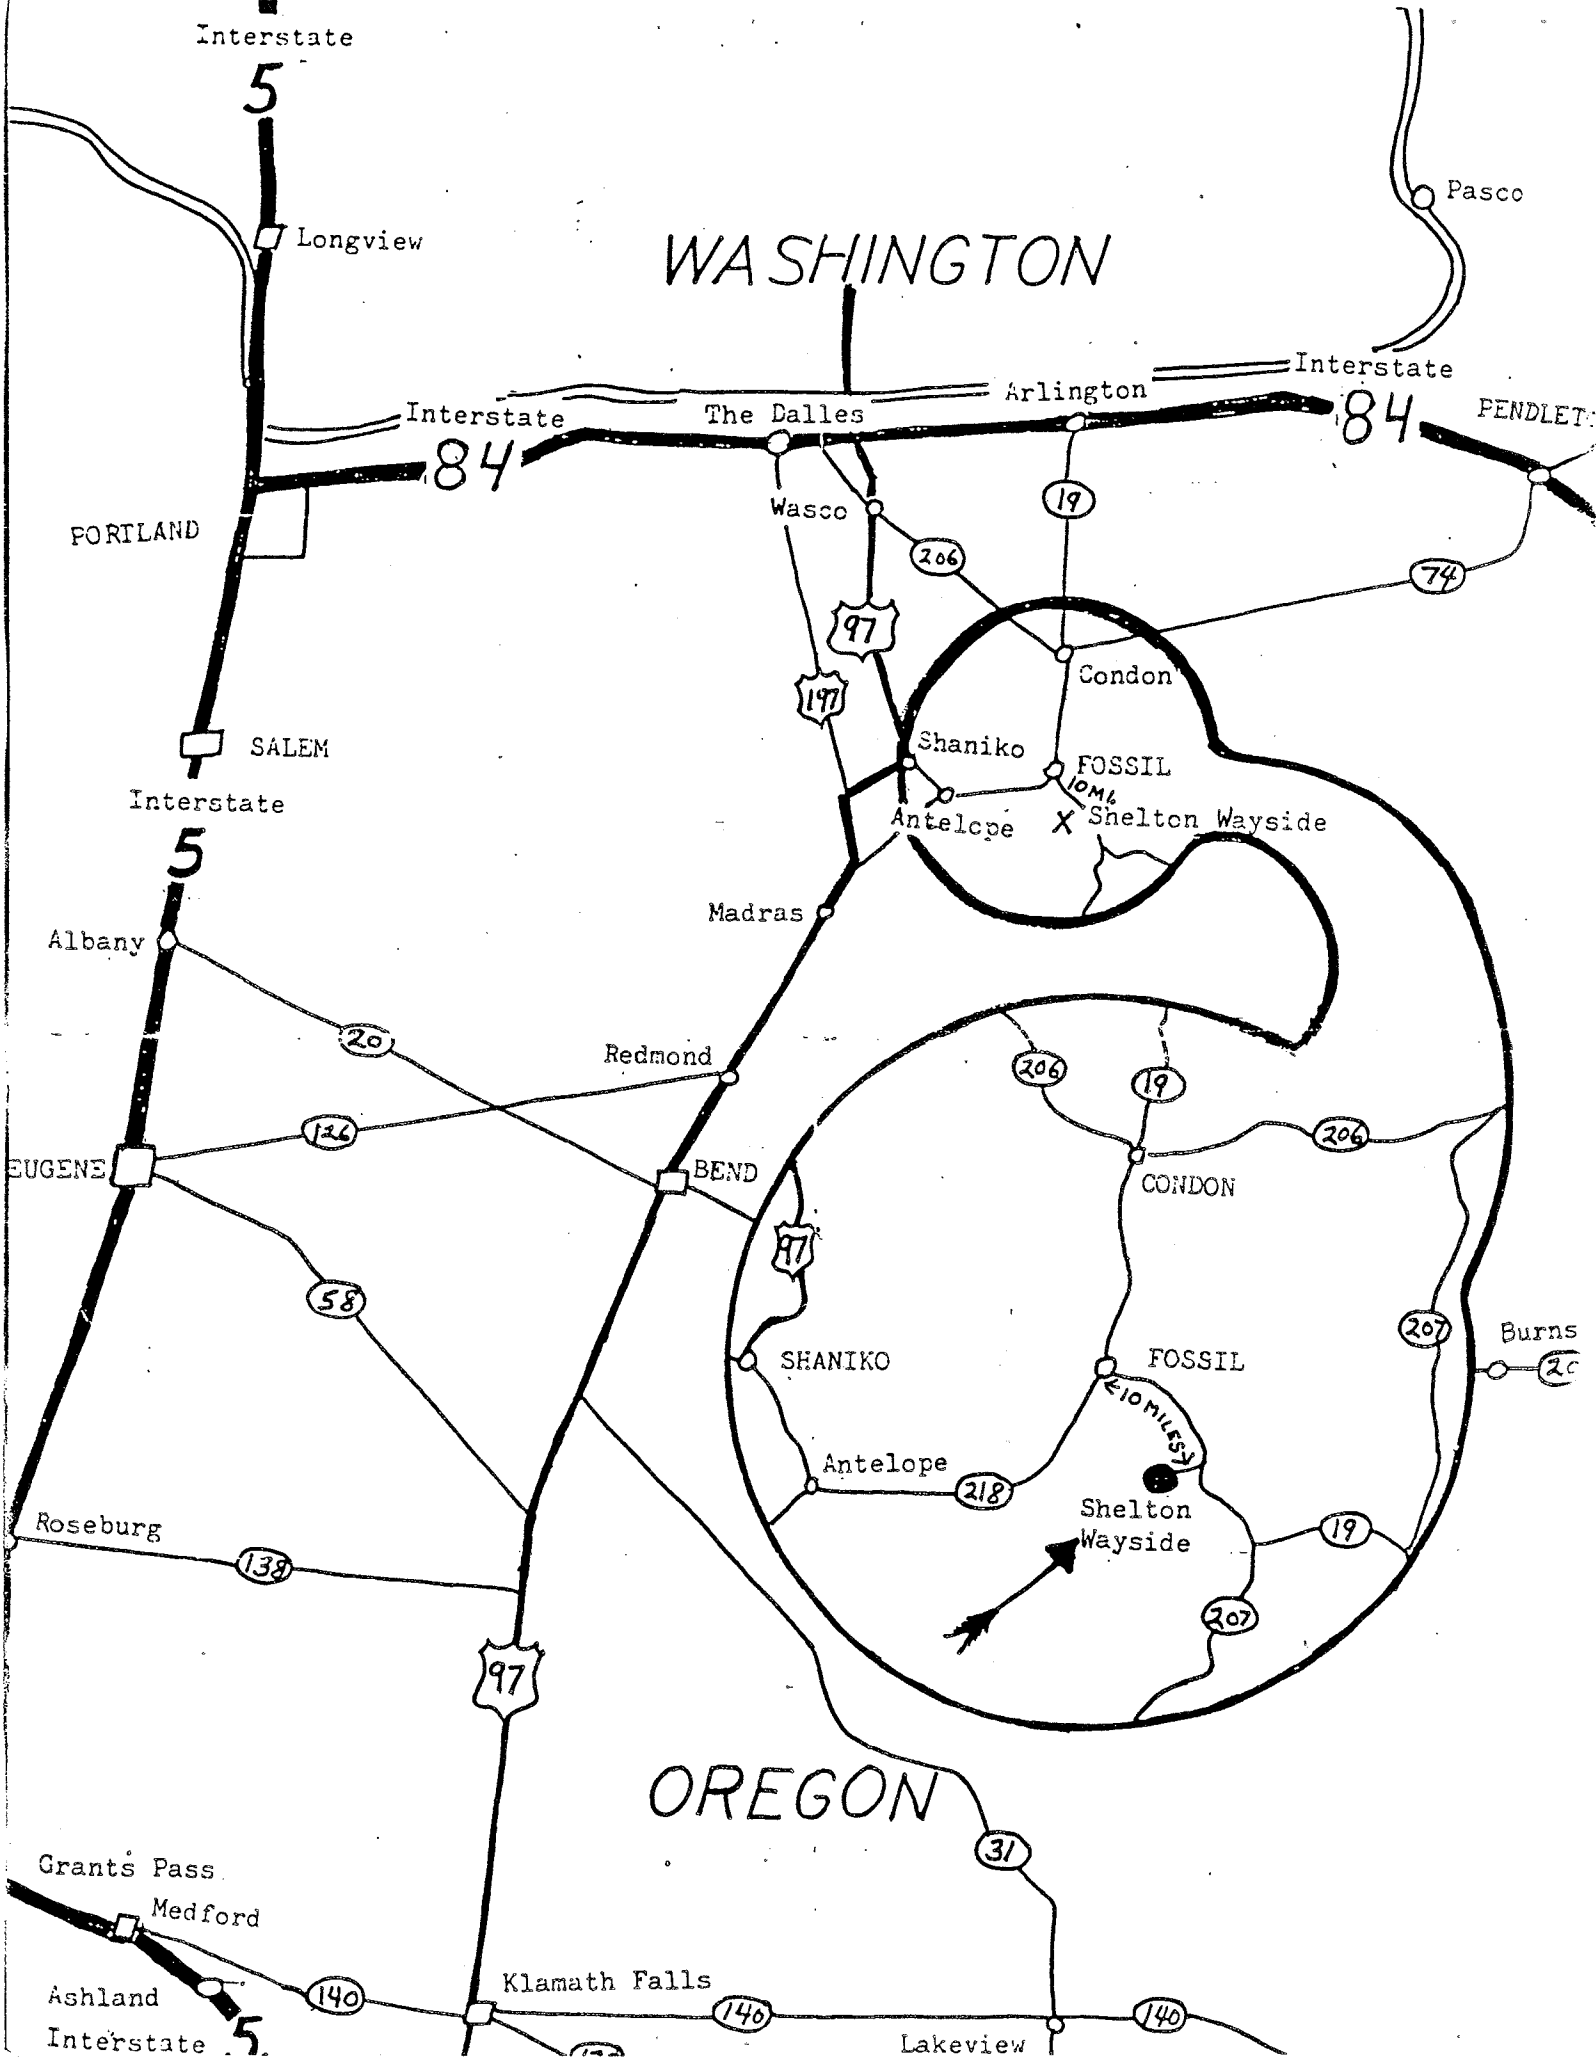 Interstate
5
Longview
WASHINGTON
Pasco
Interstate
84
The Dalles
Arlington
Interstate
84
PORTLAND
Wasco
19
206
74
97
197
Condon
SALEM
Shaniko
FOSSIL
Interstate
5
Antelope
X Shelton Wayside
Madras
Albany
20
Redmond
206
19
126
206
EUGENE
BEND
CONDON
97
58
207
Burns
SHANIKO
FOSSIL
←10 MILES→
Antelope
218
Shelton
Wayside
Roseburg
19
138
207
97
OREGON
31
Grants Pass
Medford
Klamath Falls
Ashland
140
140
140
Interstate 5
Lakeview